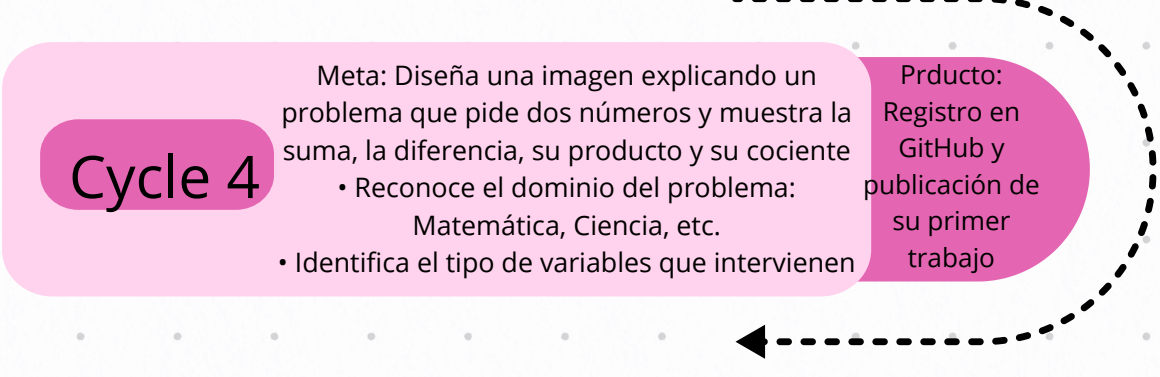 Cycle 4
Meta: Diseña una imagen explicando un
problema que pide dos números y muestra la
suma, la diferencia, su producto y su cociente
• Reconoce el dominio del problema:
Matemática, Ciencia, etc.
• Identifica el tipo de variables que intervienen
Prducto:
Registro en
GitHub y
publicación de
su primer
trabajo